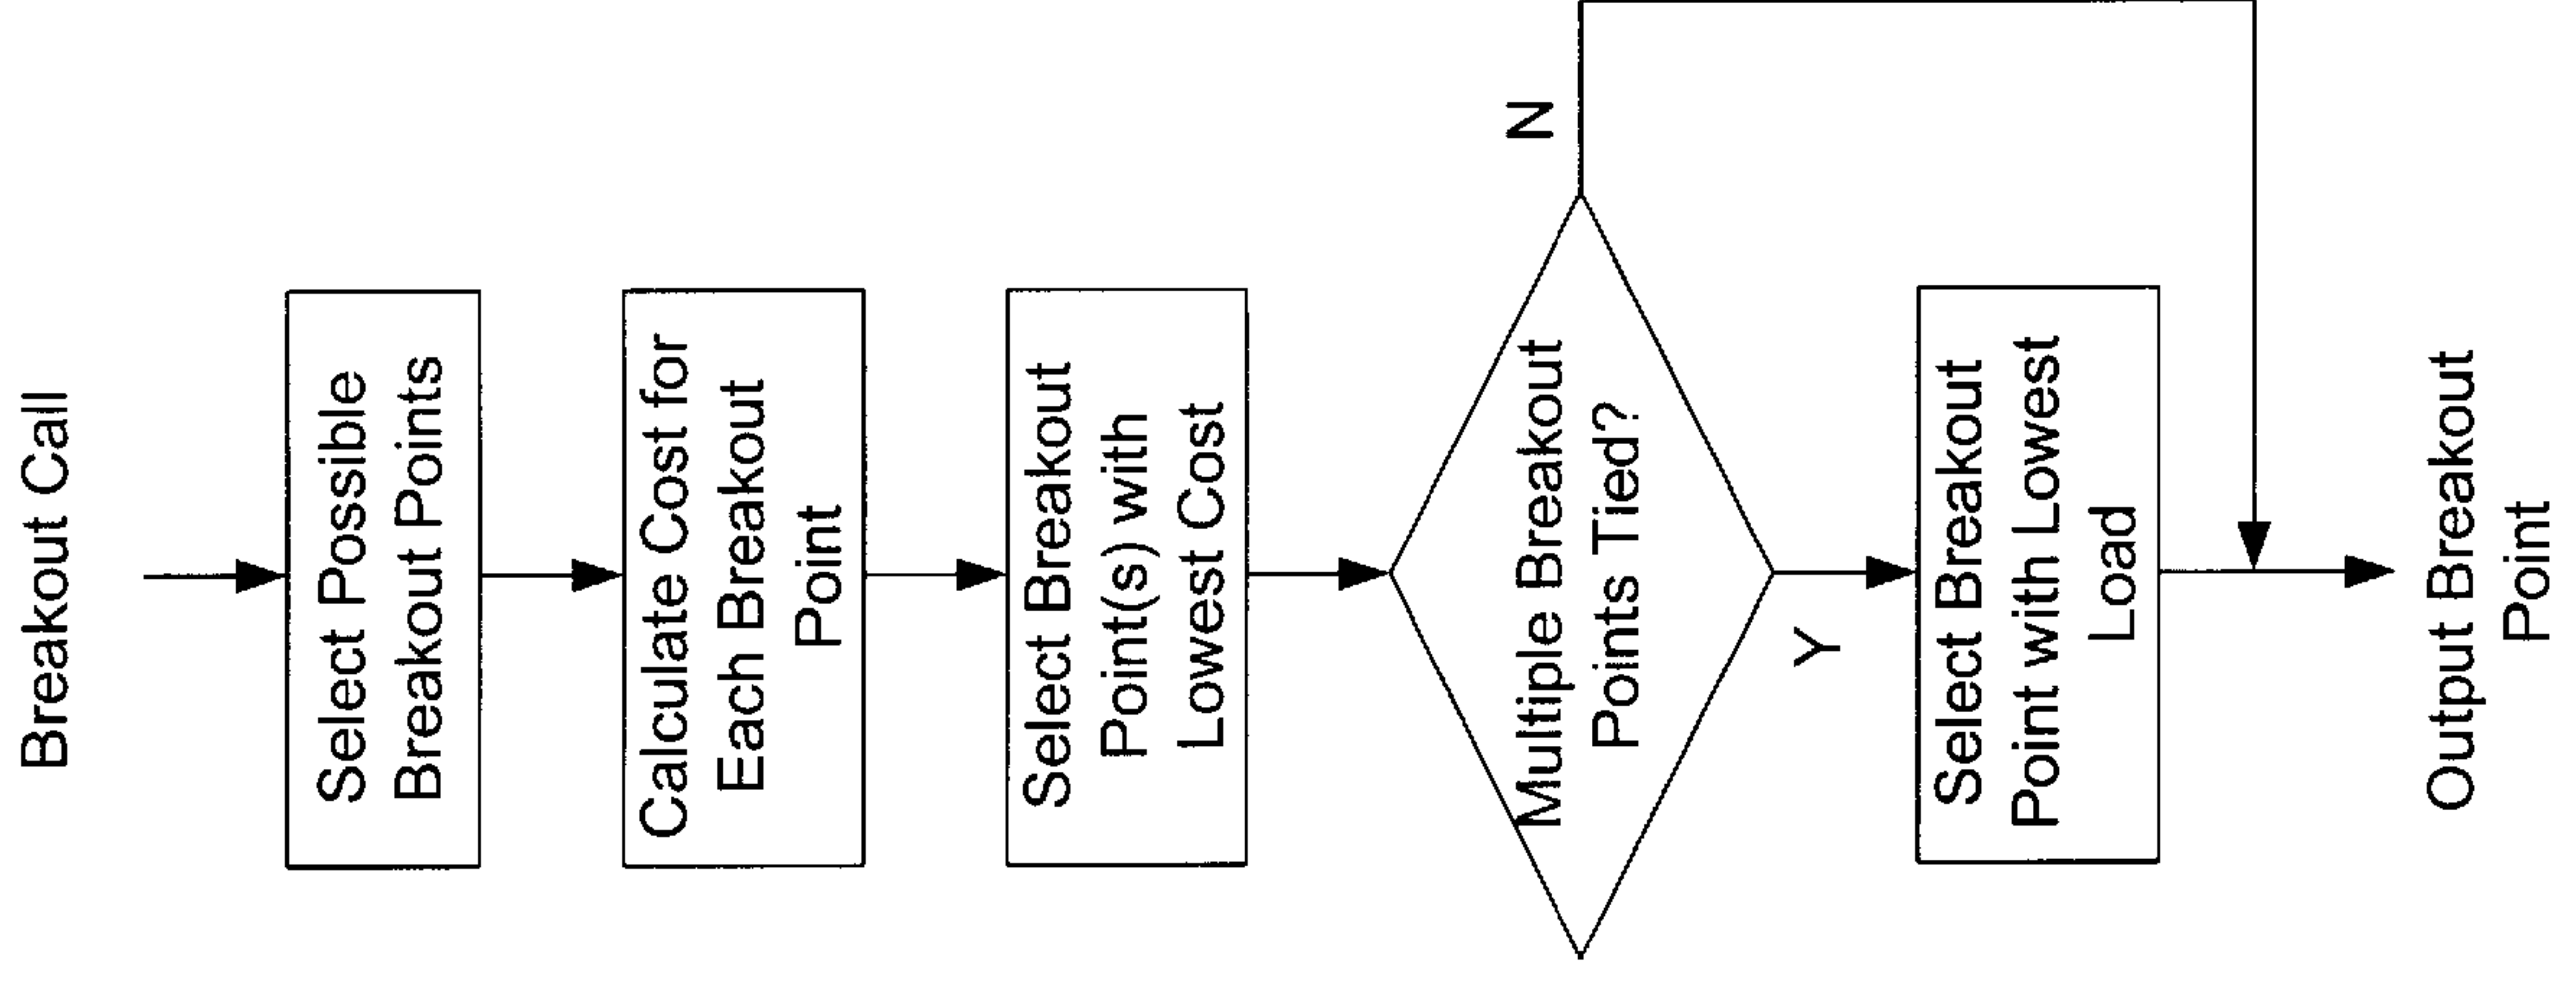 Breakout Call
Select Possible
Breakout Points
Calculate Cost for
Each Breakout
Point
Select Breakout
Point(s) with
Lowest Cost
Multiple Breakout
Points Tied?
N
Y
Select Breakout
Point with Lowest
Load
Output Breakout
Point